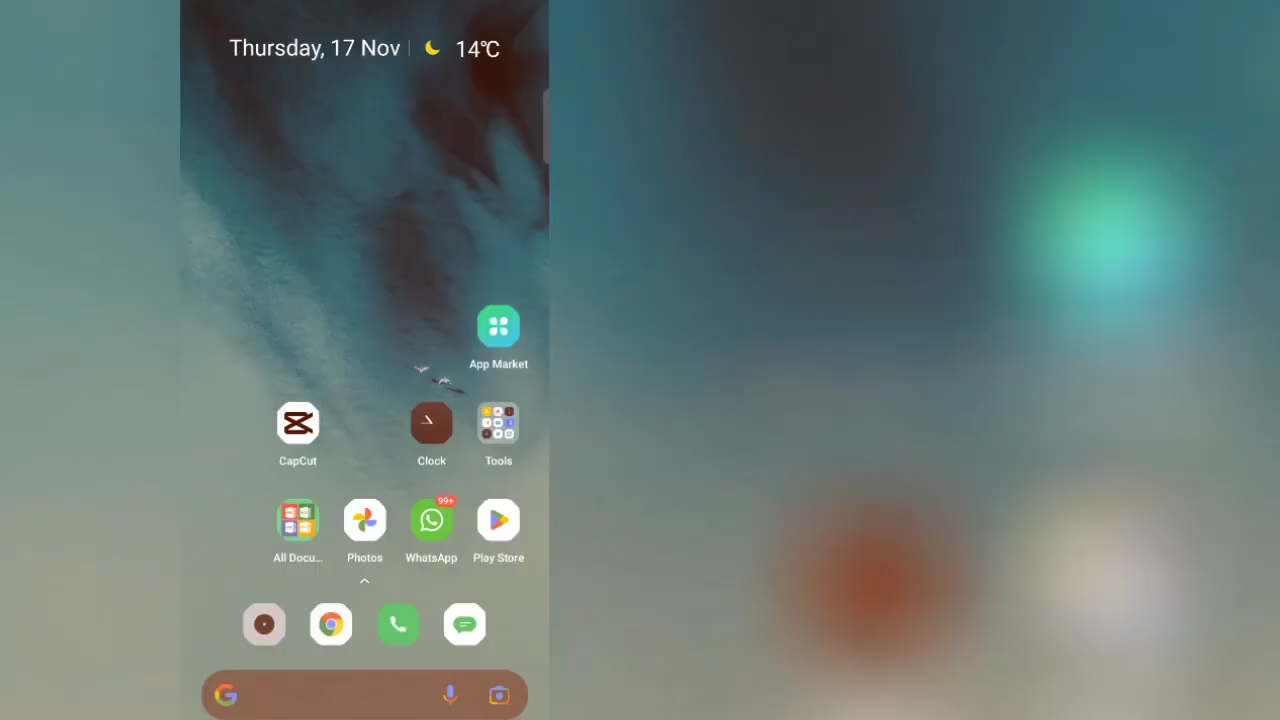 Thursday, 17 Nov 14℃
App Market
CapCut Clock Tools
99+
All Docu... Photos WhatsApp Play Store